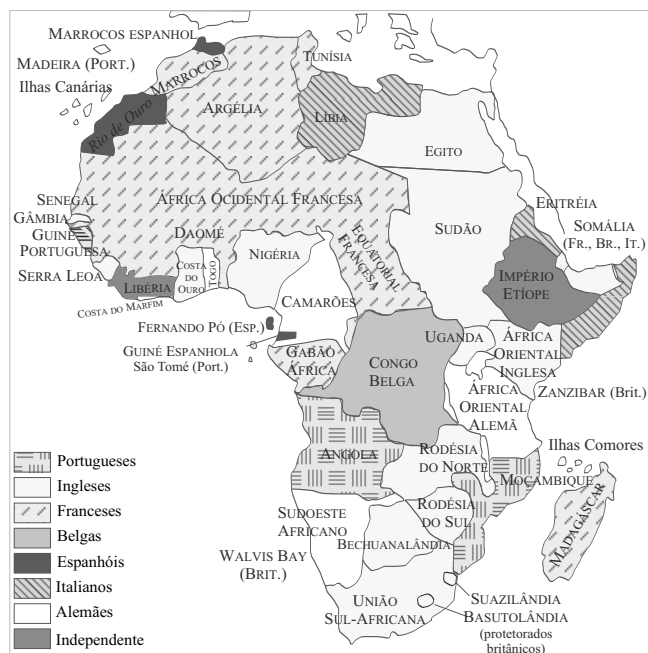 MARROCOS ESPANHOL
MADEIRA (PORT.)
Ilhas Canárias
MARROCOS
TUNÍSIA
Rio de Ouro
ARGÉLIA
LÍBIA
EGITO
SENEGAL
GÂMBIA
GUINÉ
PORTUGUESA
SERRA LEOA
ÁFRICA OCIDENTAL FRANCESA
DAOMÉ
NIGÉRIA
EQUATORIAL
FRANCESA
SUDÃO
ERITRÉIA
SOMÁLIA
(FR., BR., IT.)
LIBÉRIA
COSTA
DO
OURO
TOGO
COSTA DO MARFIM
CAMARÕES
IMPÉRIO
ETÍOPE
FERNANDO PÓ (ESP.)
GUINÉ ESPANHOLA
São Tomé (Port.)
GABÃO
ÁFRICA
CONGO
BELGA
UGANDA
ÁFRICA
ORIENTAL
INGLESA
ZANZIBAR (Brit.)
ÁFRICA
ORIENTAL
ALEMÃ
Ilhas Comores
ANGOLA
RODÉSIA
DO NORTE
MOÇAMBIQUE
MADAGÁSCAR
SUDOESTE
AFRICANO
RODÉSIA
DO SUL
BECHUANALÂNDIA
WALVIS BAY
(BRIT.)
UNIÃO
SUL-AFRICANA
SUAZILÂNDIA
BASUTOLÂNDIA
(protetorados
britânicos)
Portugueses
Ingleses
Franceses
Belgas
Espanhóis
Italianos
Alemães
Independente